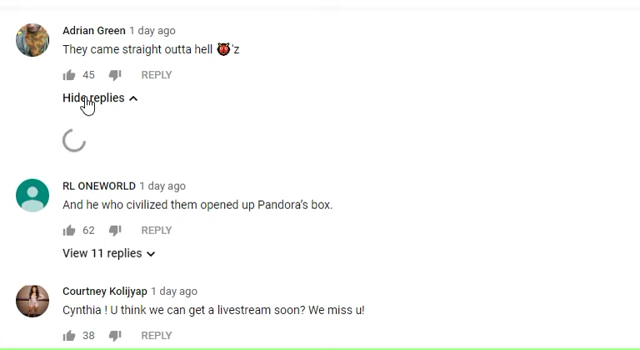 Adrian Green 1 day ago
They came straight outta hell 👹'z
45 REPLY
Hide replies
RL ONEWORLD 1 day ago
And he who civilized them opened up Pandora's box.
62 REPLY
View 11 replies
Courtney Kolijyap 1 day ago
Cynthia ! U think we can get a livestream soon? We miss u!
38 REPLY